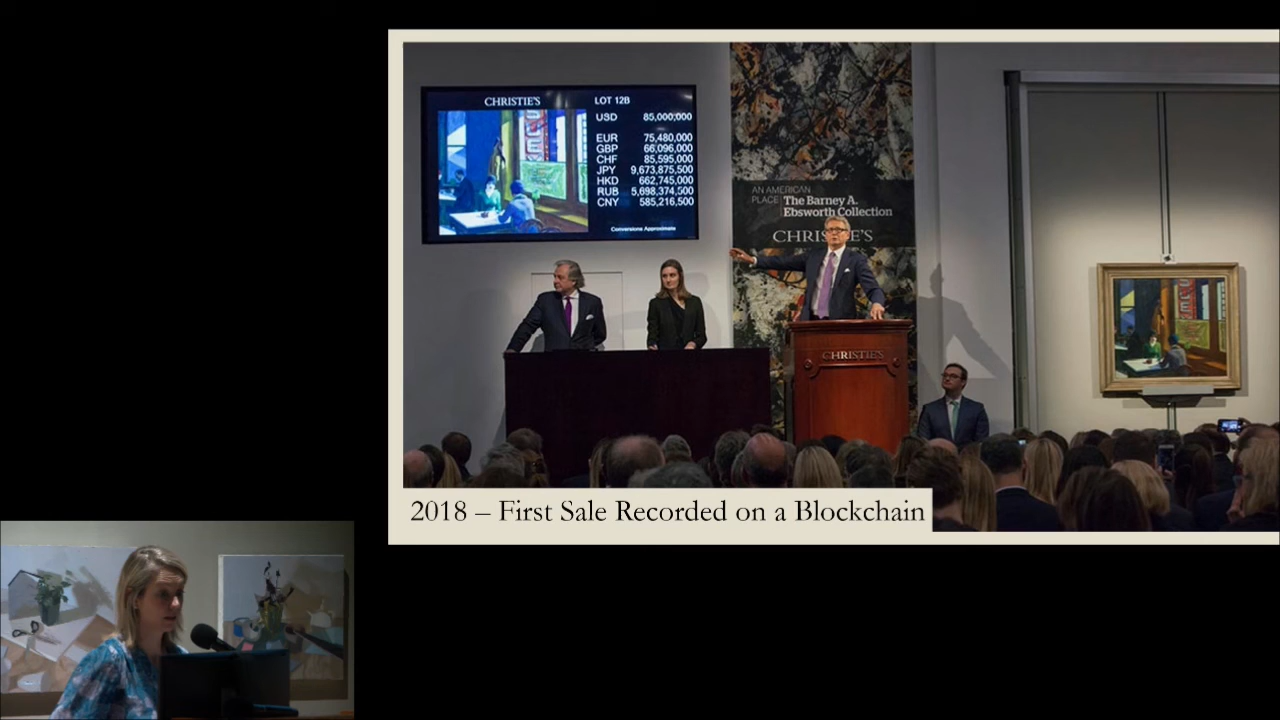 CHRISTIE'S
LOT 12B
USD 85,000,000
EUR 75,480,000
GBP 66,096,000
CHF 85,595,000
JPY 9,673,875,500
HKD 662,745,000
RUB 5,698,374,500
CNY 585,216,500
Conversions Approximate
AN AMERICAN
PLACE
The Barney A.
Ebsworth Collection
CHRISTIE'S
CHRISTIE'S
2018 – First Sale Recorded on a Blockchain